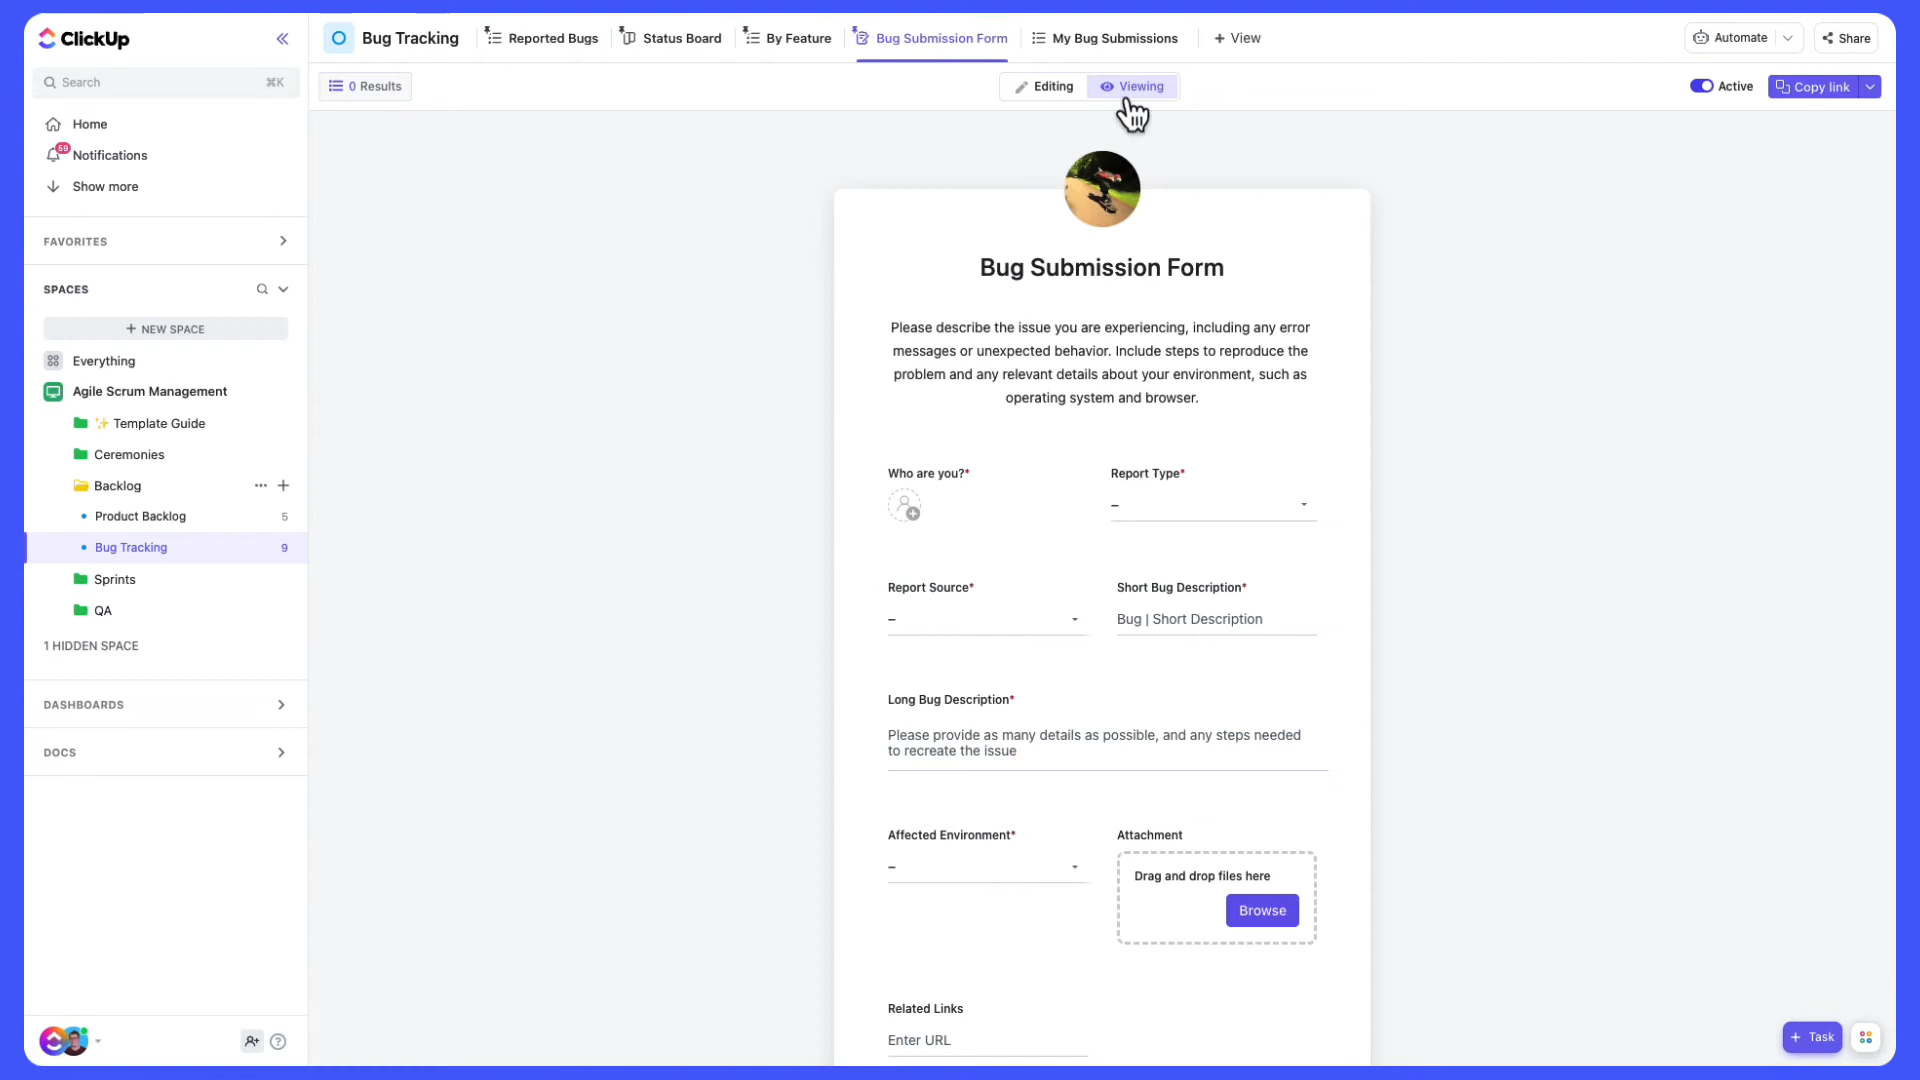 ClickUp
Search
⌘K
Home
69
Notifications
Show more
FAVORITES
SPACES
+ NEW SPACE
Everything
Agile Scrum Management
✨ Template Guide
Ceremonies
Backlog
Product Backlog 5
Bug Tracking 9
Sprints
QA
1 HIDDEN SPACE
DASHBOARDS
DOCS
Bug Tracking
Reported Bugs
Status Board
By Feature
Bug Submission Form
My Bug Submissions
+ View
Automate
Share
0 Results
Editing
Viewing
Active
Copy link
Bug Submission Form
Please describe the issue you are experiencing, including any error
messages or unexpected behavior. Include steps to reproduce the
problem and any relevant details about your environment, such as
operating system and browser.
Who are you?*
Report Type*
–
Report Source*
–
Short Bug Description*
Bug | Short Description
Long Bug Description*
Please provide as many details as possible, and any steps needed
to recreate the issue
Affected Environment*
–
Attachment
Drag and drop files here
Browse
Related Links
Enter URL
+ Task